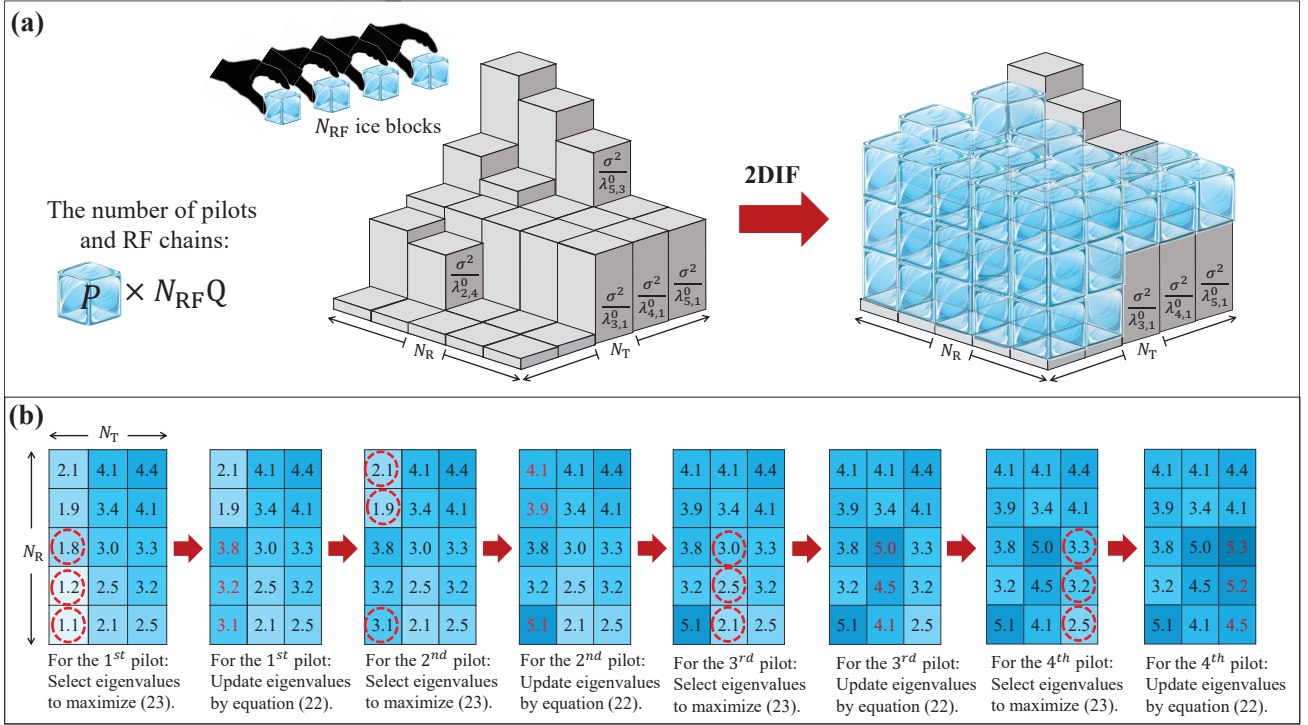 (a)
N_RF ice blocks
The number of pilots
and RF chains:
P × N_RF Q
σ²/λ⁰_{5,3}
σ²/λ⁰_{2,4}
σ²/λ⁰_{3,1} σ²/λ⁰_{4,1} σ²/λ⁰_{5,1}
N_R N_T
2DIF
σ²/λ⁰_{3,1} σ²/λ⁰_{4,1} σ²/λ⁰_{5,1}
N_R N_T
(b)
N_T
N_R
2.1 4.1 4.4
1.9 3.4 4.1
1.8 3.0 3.3
1.2 2.5 3.2
1.1 2.1 2.5
For the 1st pilot:
Select eigenvalues
to maximize (23).
2.1 4.1 4.4
1.9 3.4 4.1
3.8 3.0 3.3
3.2 2.5 3.2
3.1 2.1 2.5
For the 1st pilot:
Update eigenvalues
by equation (22).
2.1 4.1 4.4
1.9 3.4 4.1
3.8 3.0 3.3
3.2 2.5 3.2
3.1 2.1 2.5
For the 2nd pilot:
Select eigenvalues
to maximize (23).
4.1 4.1 4.4
3.9 3.4 4.1
3.8 3.0 3.3
3.2 2.5 3.2
5.1 2.1 2.5
For the 2nd pilot:
Update eigenvalues
by equation (22).
4.1 4.1 4.4
3.9 3.4 4.1
3.8 3.0 3.3
3.2 2.5 3.2
5.1 2.1 2.5
For the 3rd pilot:
Select eigenvalues
to maximize (23).
4.1 4.1 4.4
3.9 3.4 4.1
3.8 5.0 3.3
3.2 4.5 3.2
5.1 4.1 2.5
For the 3rd pilot:
Update eigenvalues
by equation (22).
4.1 4.1 4.4
3.9 3.4 4.1
3.8 5.0 3.3
3.2 4.5 3.2
5.1 4.1 2.5
For the 4th pilot:
Select eigenvalues
to maximize (23).
4.1 4.1 4.4
3.9 3.4 4.1
3.8 5.0 5.3
3.2 4.5 5.2
5.1 4.1 4.5
For the 4th pilot:
Update eigenvalues
by equation (22).